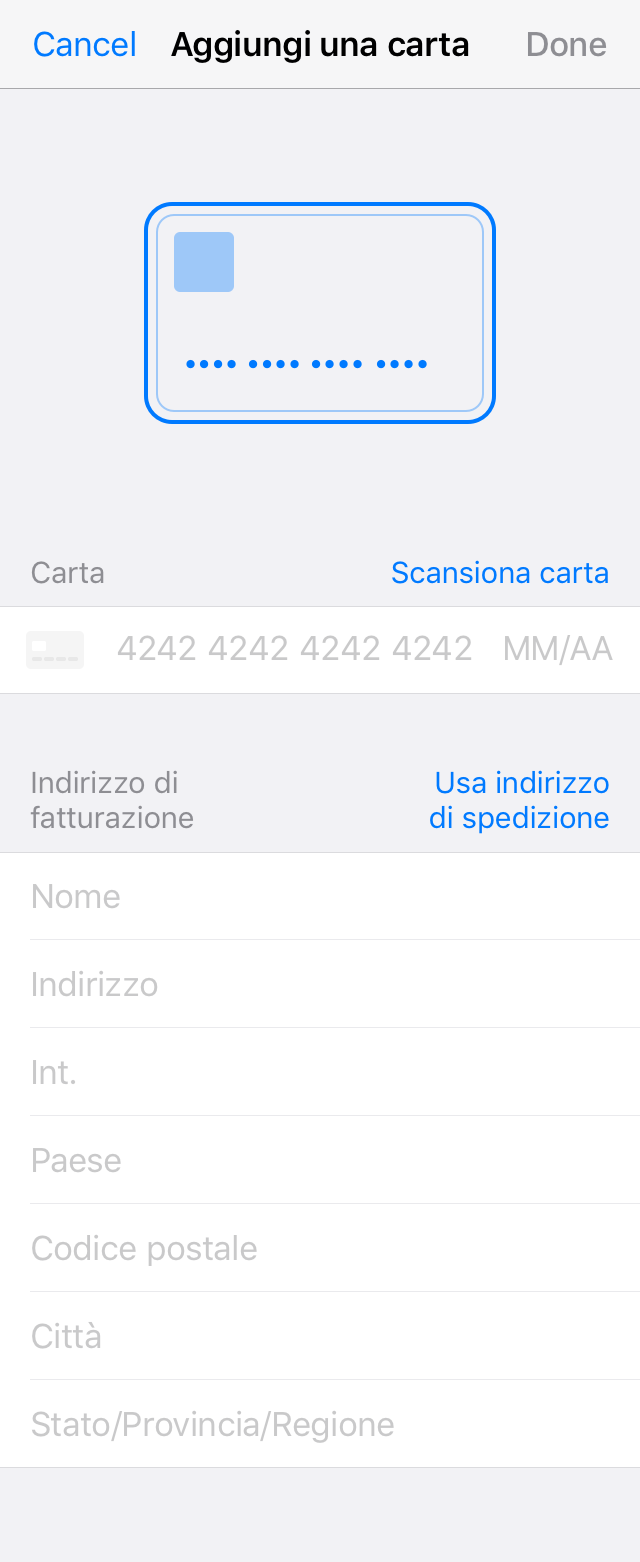 Cancel Aggiungi una carta Done
Carta Scansiona carta
4242 4242 4242 4242 MM/AA
Indirizzo di fatturazione
Usa indirizzo di spedizione
Nome
Indirizzo
Int.
Paese
Codice postale
Città
Stato/Provincia/Regione